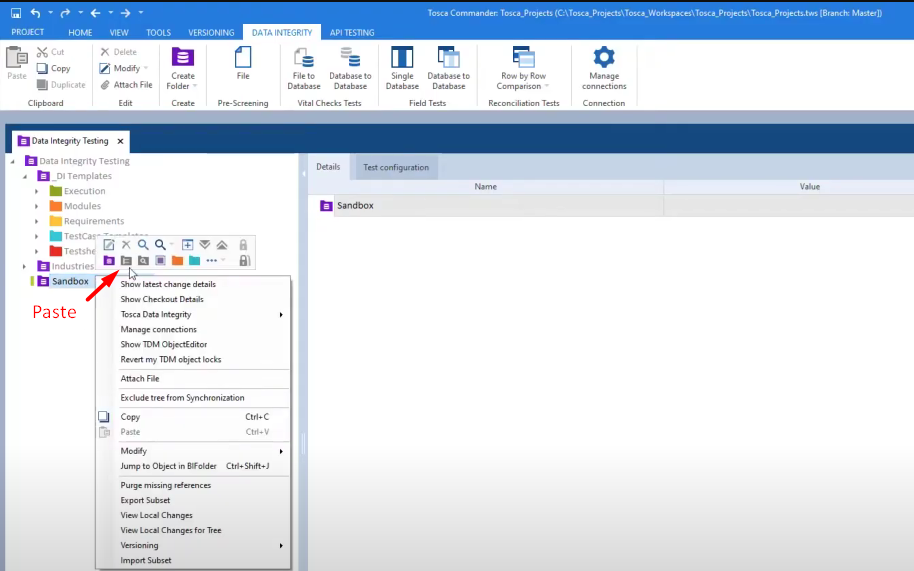 Tosca Commander: Tosca_Projects (C:\Tosca_Projects\Tosca_Workspaces\Tosca_Projects\Tosca_Projects.tws [Branch: Master])
PROJECT HOME VIEW TOOLS VERSIONING DATA INTEGRITY API TESTING
Paste
Cut
Copy
Duplicate
Clipboard
Delete
Modify
Attach File
Edit
Create
Folder
Create
File
Pre-Screening
File to
Database
Database to
Database
Vital Checks Tests
Single
Database
Database to
Database
Field Tests
Row by Row
Comparison
Reconciliation Tests
Manage
connections
Connection
Data Integrity Testing
Data Integrity Testing
_DI Templates
Execution
Modules
Requirements
Testshe
Industries
Sandbox
Paste
Show latest change details
Show Checkout Details
Tosca Data Integrity
Manage connections
Show TDM ObjectEditor
Revert my TDM object locks
Attach File
Exclude tree from Synchronization
Copy Ctrl+C
Paste Ctrl+V
Modify
Jump to Object in BIFolder Ctrl+Shift+J
Purge missing references
Export Subset
View Local Changes
View Local Changes for Tree
Versioning
Import Subset
Details Test configuration
Name Value
Sandbox